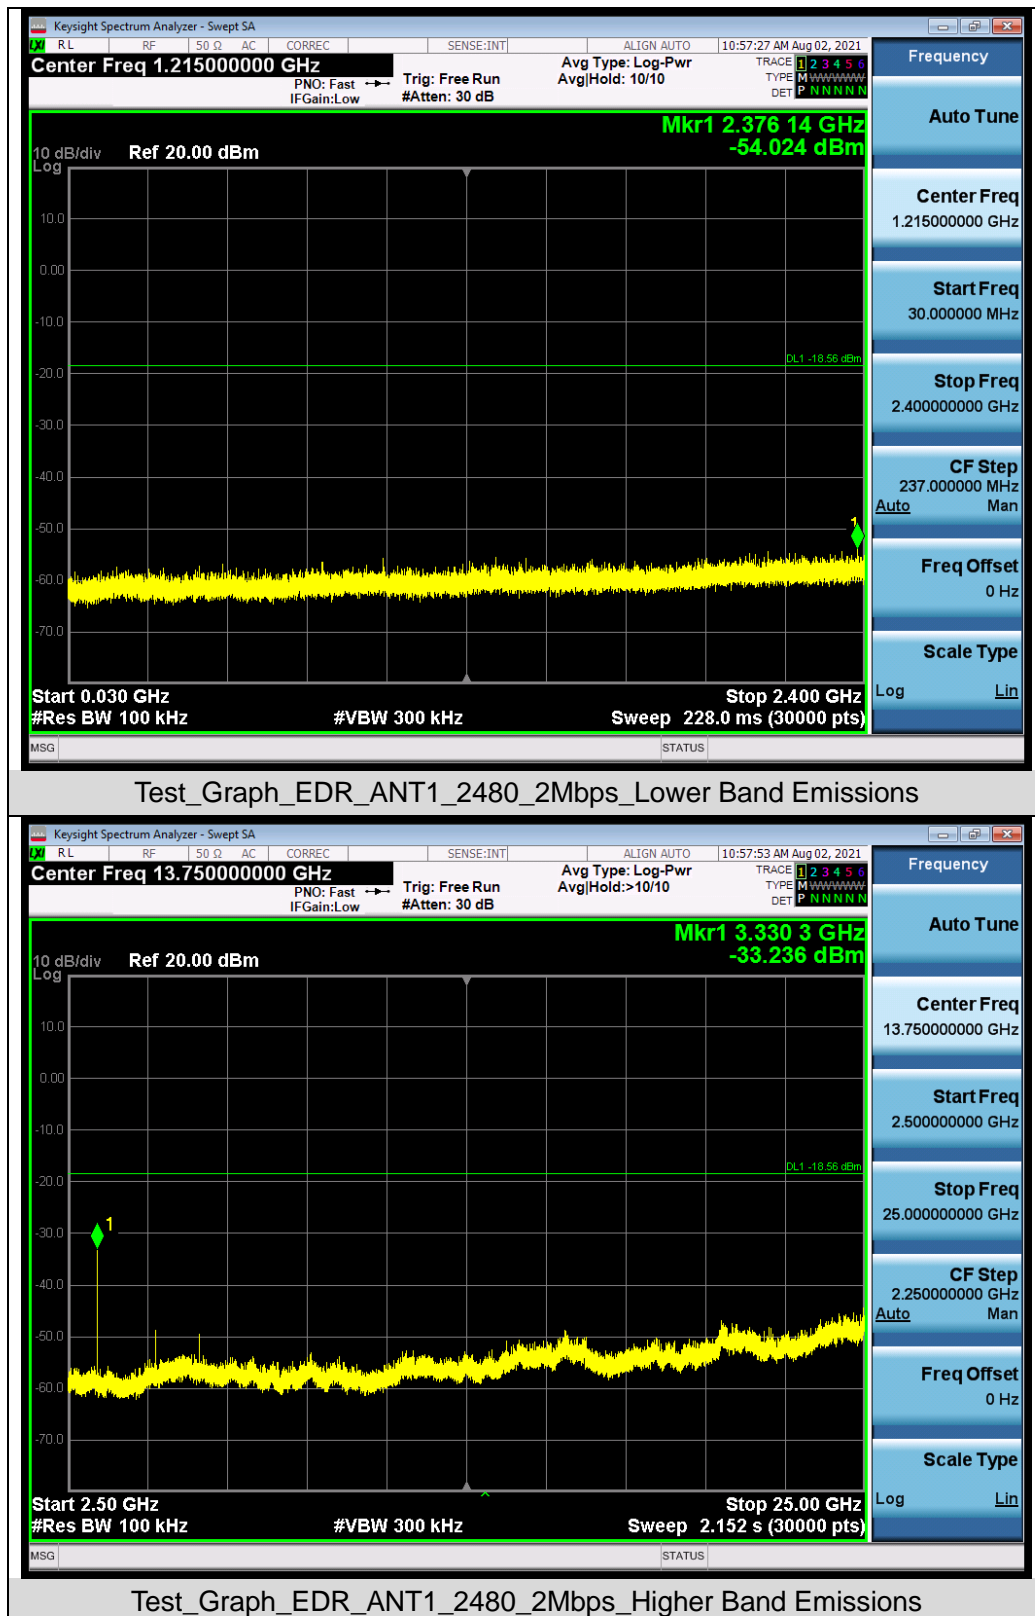 Keysight Spectrum Analyzer - Swept SA
LXI RL RF 50 Ω AC CORREC SENSE:INT ALIGN AUTO 10:57:27 AM Aug 02, 2021
Center Freq 1.215000000 GHz
PNO: Fast
IFGain:Low
Trig: Free Run
#Atten: 30 dB
Avg Type: Log-Pwr
Avg|Hold: 10/10
TRACE 1 2 3 4 5 6
TYPE M WWWWW
DET P N N N N N
Mkr1 2.376 14 GHz
-54.024 dBm
10 dB/div Ref 20.00 dBm
Log
10.0
0.00
-10.0
DL1 -18.56 dBm
-20.0
-30.0
-40.0
-50.0
1
-60.0
-70.0
Start 0.030 GHz Stop 2.400 GHz
#Res BW 100 kHz #VBW 300 kHz Sweep 228.0 ms (30000 pts)
MSG STATUS
Frequency
Auto Tune
Center Freq
1.215000000 GHz
Start Freq
30.000000 MHz
Stop Freq
2.400000000 GHz
CF Step
237.000000 MHz
Auto Man
Freq Offset
0 Hz
Scale Type
Log Lin
Test_Graph_EDR_ANT1_2480_2Mbps_Lower Band Emissions
Keysight Spectrum Analyzer - Swept SA
LXI RL RF 50 Ω AC CORREC SENSE:INT ALIGN AUTO 10:57:53 AM Aug 02, 2021
Center Freq 13.750000000 GHz
PNO: Fast
IFGain:Low
Trig: Free Run
#Atten: 30 dB
Avg Type: Log-Pwr
Avg|Hold:>10/10
TRACE 1 2 3 4 5 6
TYPE M WWWWW
DET P N N N N N
Mkr1 3.330 3 GHz
-33.236 dBm
10 dB/div Ref 20.00 dBm
Log
10.0
0.00
-10.0
DL1 -18.56 dBm
-20.0
1
-30.0
-40.0
-50.0
-60.0
-70.0
Start 2.50 GHz Stop 25.00 GHz
#Res BW 100 kHz #VBW 300 kHz Sweep 2.152 s (30000 pts)
MSG STATUS
Frequency
Auto Tune
Center Freq
13.750000000 GHz
Start Freq
2.500000000 GHz
Stop Freq
25.000000000 GHz
CF Step
2.250000000 GHz
Auto Man
Freq Offset
0 Hz
Scale Type
Log Lin
Test_Graph_EDR_ANT1_2480_2Mbps_Higher Band Emissions